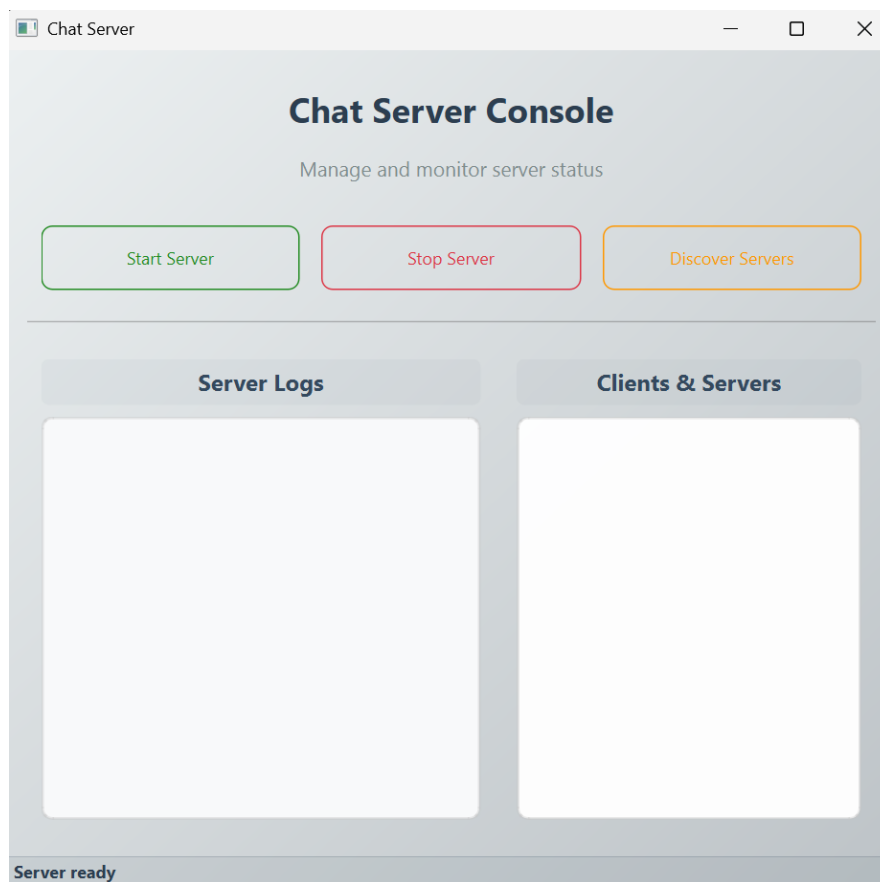 Chat Server
Chat Server Console
Manage and monitor server status
Start Server
Stop Server
Discover Servers
Server Logs
Clients & Servers
Server ready